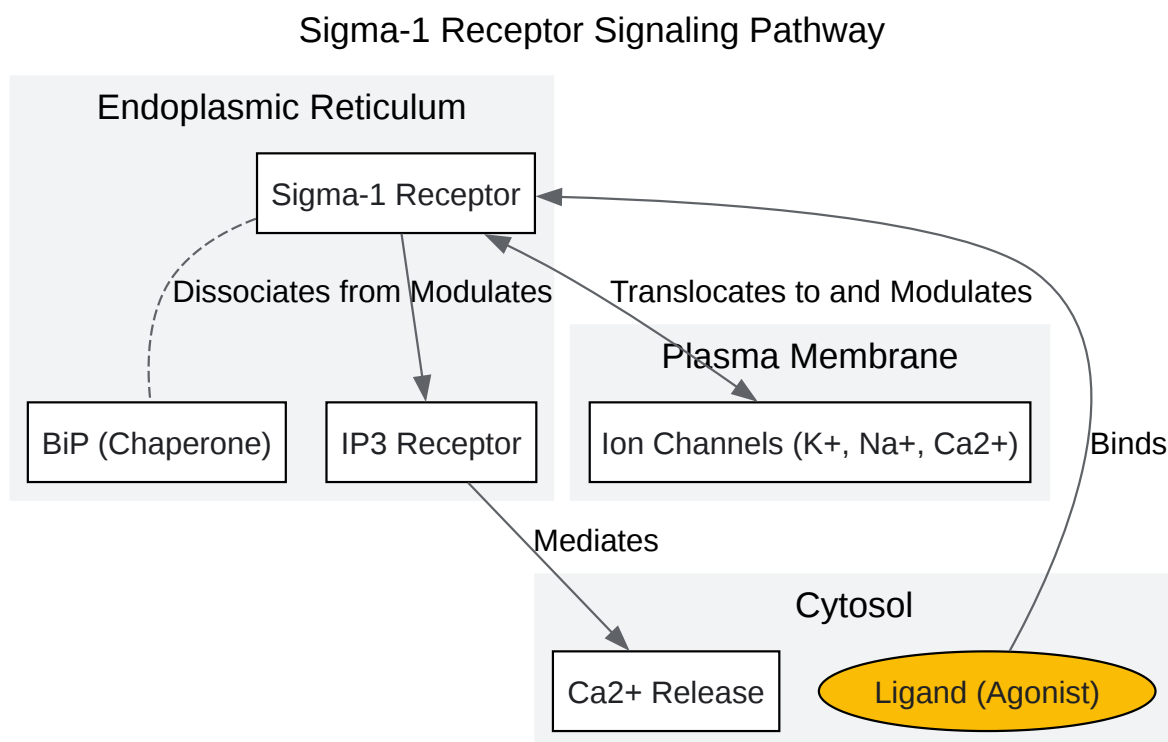 Sigma-1 Receptor Signaling Pathway
Endoplasmic Reticulum
Sigma-1 Receptor
Dissociates from
Modulates
Translocates to and Modulates
Plasma Membrane
BiP (Chaperone)
IP3 Receptor
Ion Channels (K+, Na+, Ca2+)
Binds
Mediates
Cytosol
Ca2+ Release
Ligand (Agonist)